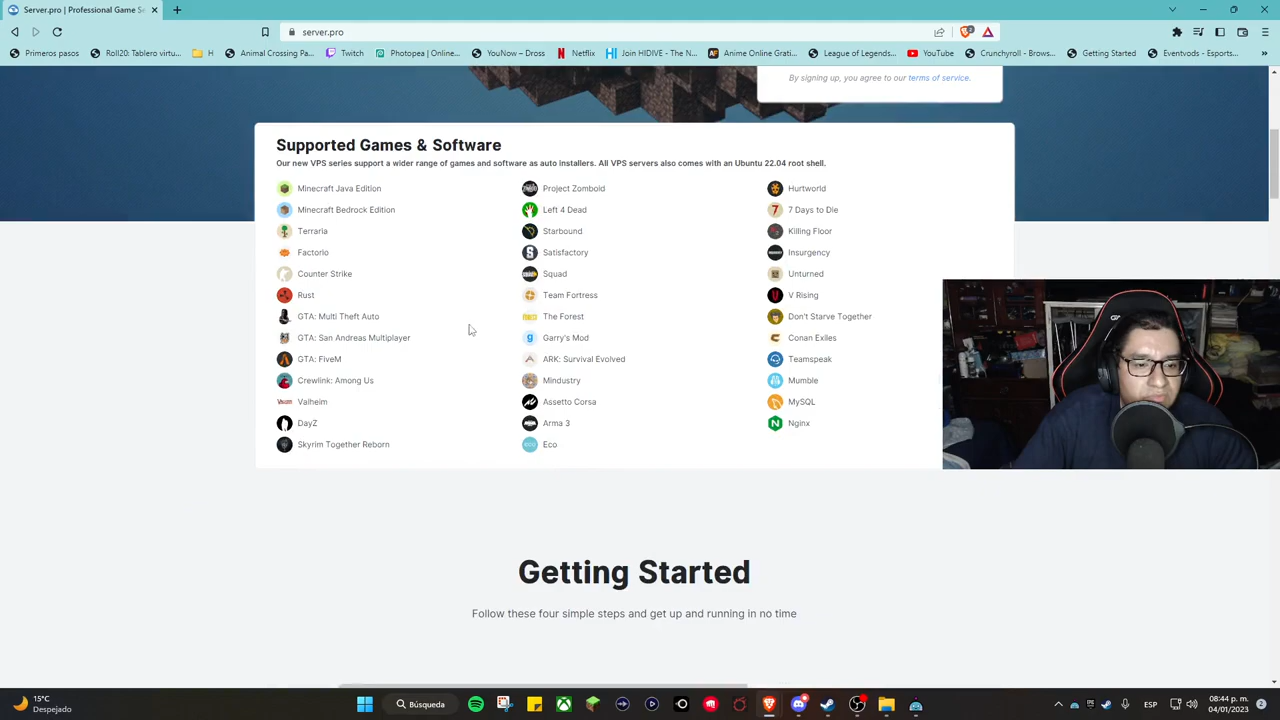 Server.pro | Professional Game Se
server.pro
Primeros pasos
Roll20: Tablero virtu...
H
Animal Crossing Pa...
Twitch
Photopea | Online...
YouNow – Dross
Netflix
Join HIDIVE - The N...
Anime Online Grati...
League of Legends...
YouTube
Crunchyroll - Brows...
Getting Started
Eventvods - Esports...
By signing up, you agree to our terms of service.
Supported Games & Software
Our new VPS series support a wider range of games and software as auto installers. All VPS servers also comes with an Ubuntu 22.04 root shell.
Minecraft Java Edition
Minecraft Bedrock Edition
Terraria
Factorio
Counter Strike
Rust
GTA: Multi Theft Auto
GTA: San Andreas Multiplayer
GTA: FiveM
Crewlink: Among Us
Valheim
DayZ
Skyrim Together Reborn
Project Zomboid
Left 4 Dead
Starbound
Satisfactory
Squad
Team Fortress
The Forest
Garry's Mod
ARK: Survival Evolved
Mindustry
Assetto Corsa
Arma 3
Eco
Hurtworld
7 Days to Die
Killing Floor
Insurgency
Unturned
V Rising
Don't Starve Together
Conan Exiles
Teamspeak
Mumble
MySQL
Nginx
Getting Started
Follow these four simple steps and get up and running in no time
15°C
Despejado
Búsqueda
ESP
08:44 p. m.
04/01/2023